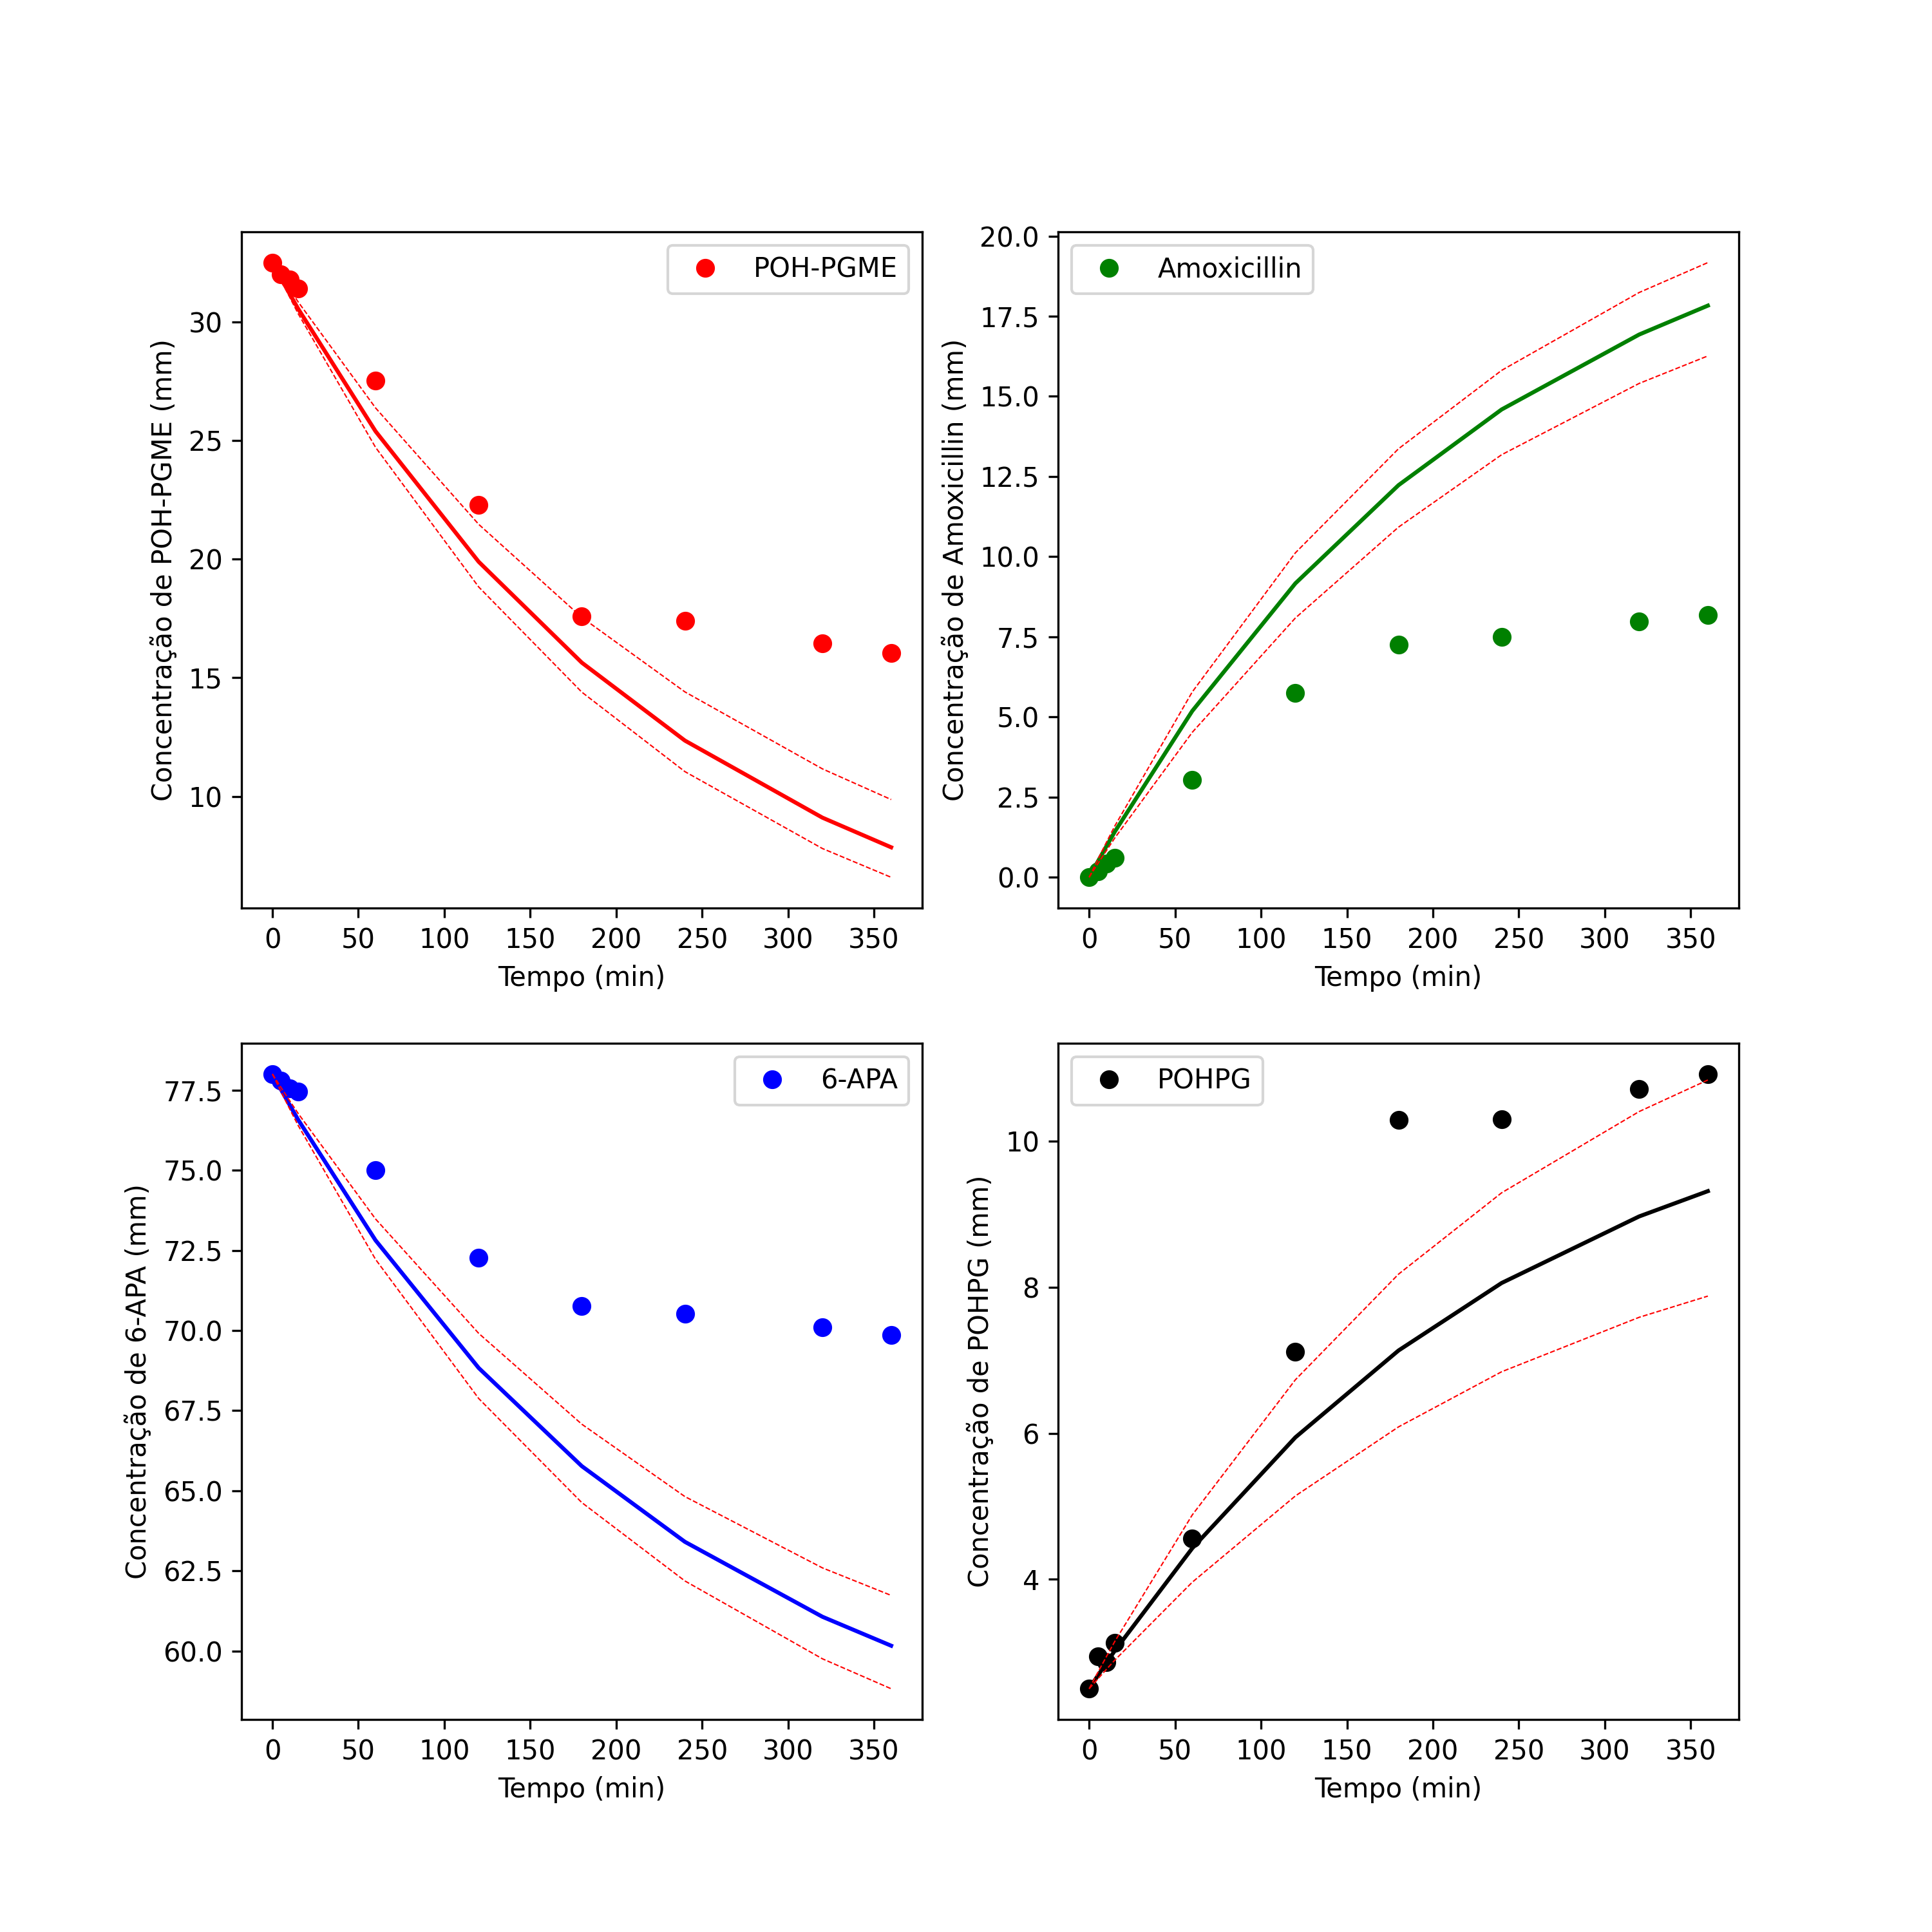 POH-PGME
Concentração de POH-PGME (mm)
30
25
20
15
10
0 50 100 150 200 250 300 350
Tempo (min)
Amoxicillin
Concentração de Amoxicillin (mm)
20.0
17.5
15.0
12.5
10.0
7.5
5.0
2.5
0.0
0 50 100 150 200 250 300 350
Tempo (min)
6-APA
Concentração de 6-APA (mm)
77.5
75.0
72.5
70.0
67.5
65.0
62.5
60.0
0 50 100 150 200 250 300 350
Tempo (min)
POHPG
Concentração de POHPG (mm)
10
8
6
4
0 50 100 150 200 250 300 350
Tempo (min)